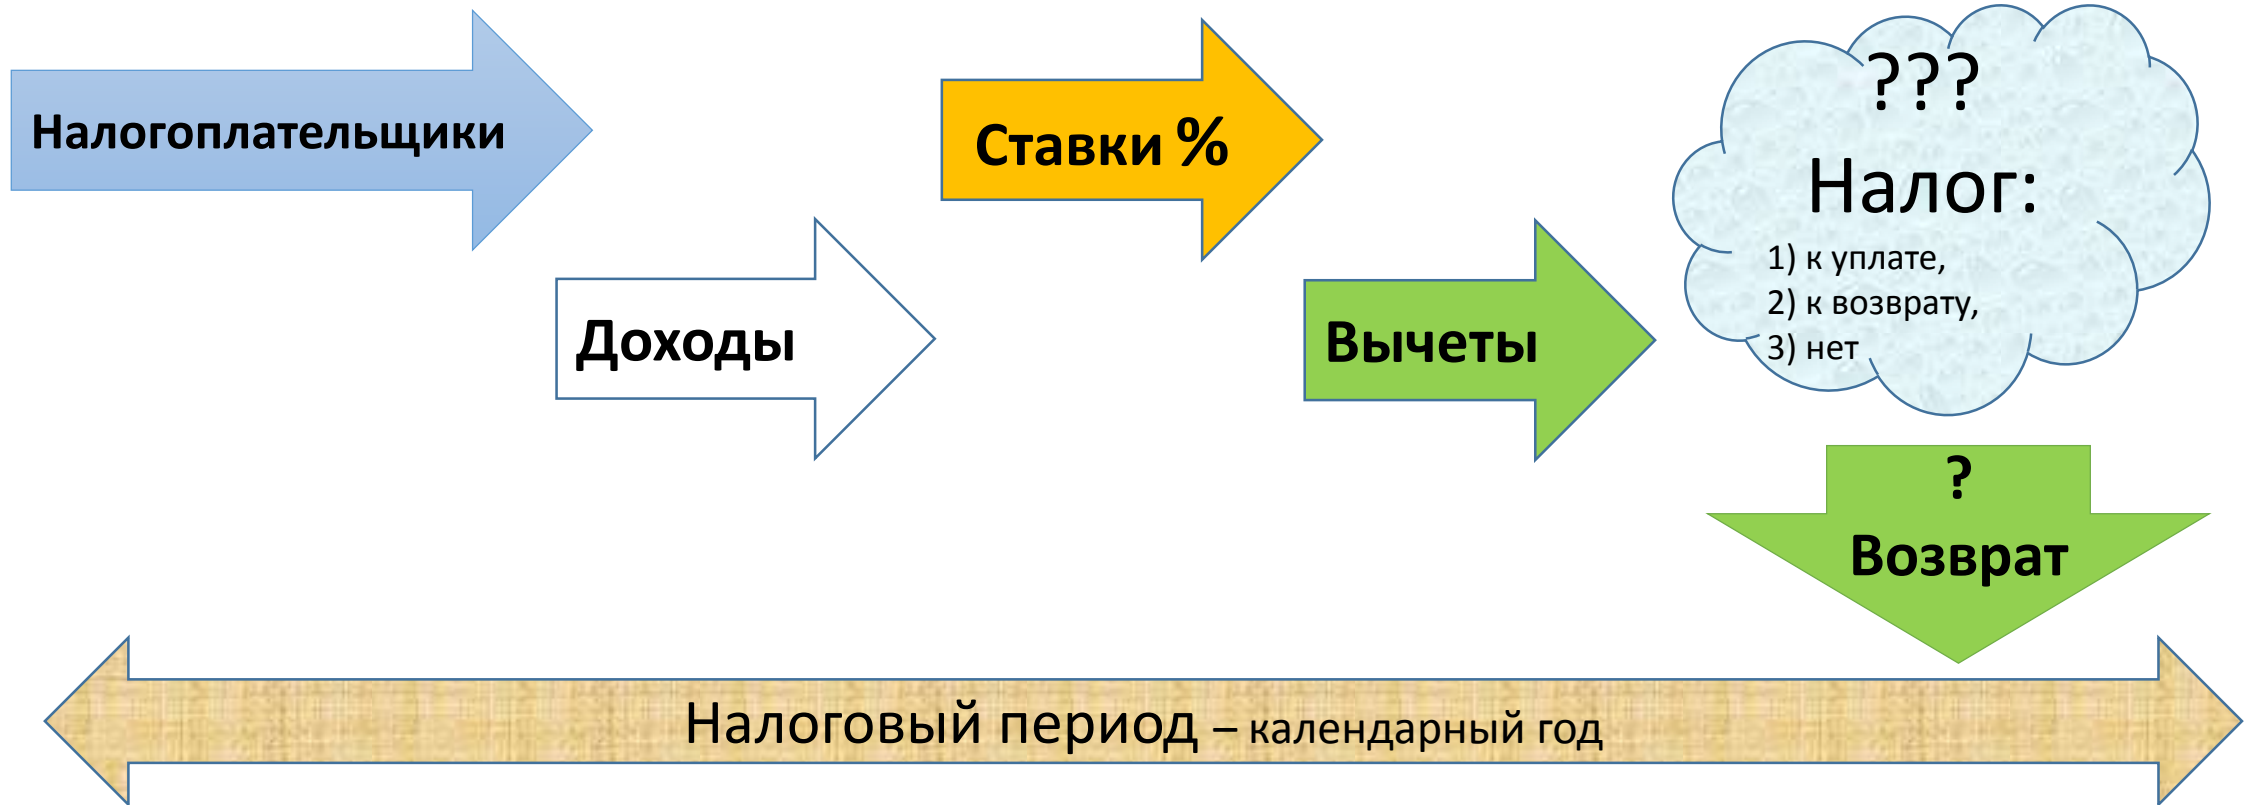 Налогоплательщики
Доходы
Ставки %
Вычеты
???
Налог:
1) к уплате,
2) к возврату,
3) нет
?
Возврат
Налоговый период – календарный год